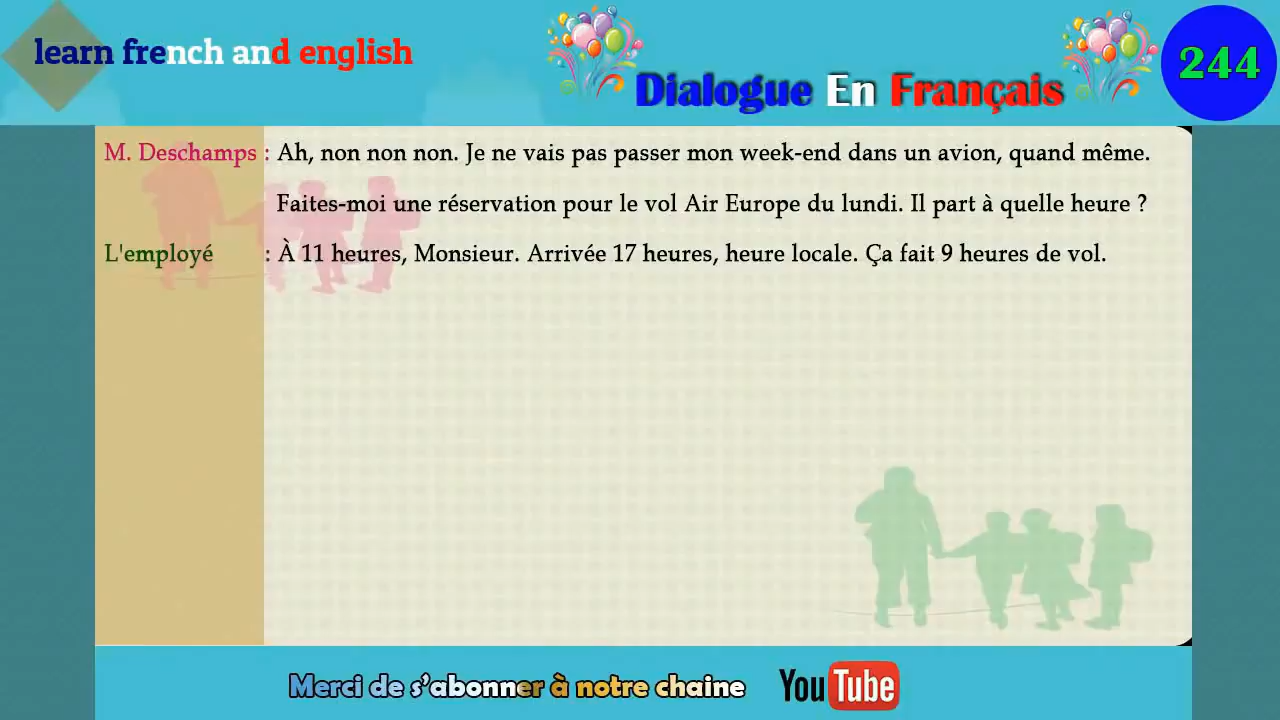 learn french and english
Dialogue En Français
244
M. Deschamps : Ah, non non non. Je ne vais pas passer mon week-end dans un avion, quand même.
Faites-moi une réservation pour le vol Air Europe du lundi. Il part à quelle heure ?
L'employé : À 11 heures, Monsieur. Arrivée 17 heures, heure locale. Ça fait 9 heures de vol.
Merci de s'abonner à notre chaine
YouTube